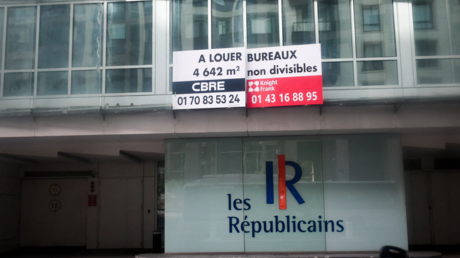 A LOUER BUREAUX
4 642 m² non divisibles
CBRE Knight Frank
01 70 83 53 24 01 43 16 88 95
lR
les
Républicains